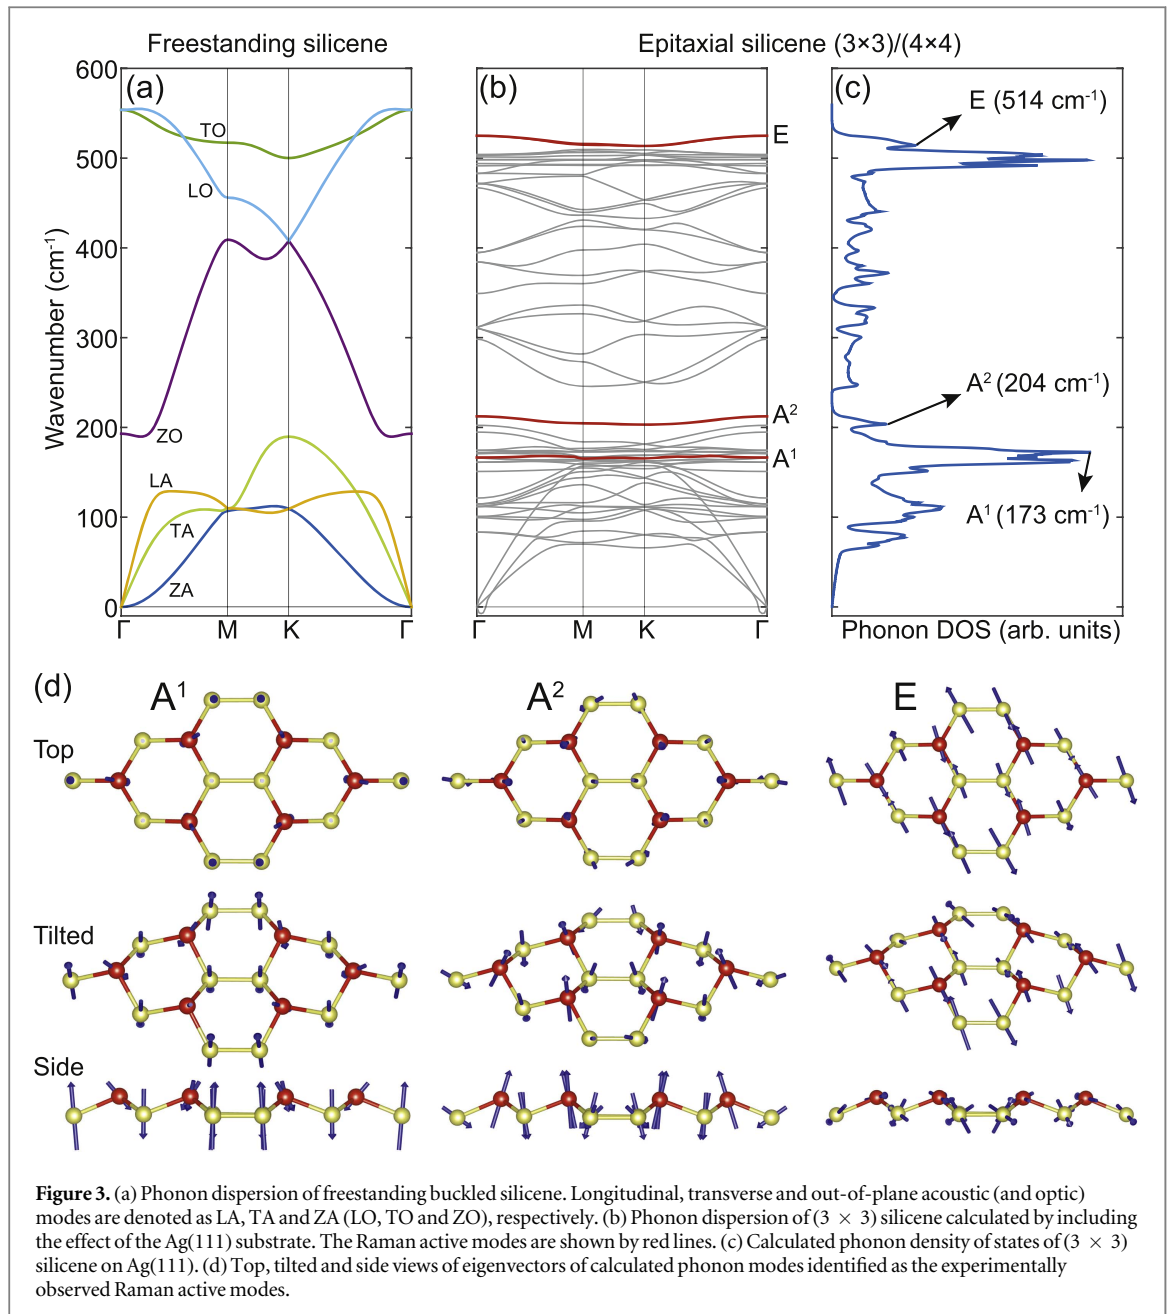 Freestanding silicene
Epitaxial silicene (3×3)/(4×4)
(a)
(b)
(c)
Wavenumber (cm⁻¹)
600
500
400
300
200
100
0
TO
LO
ZO
LA
TA
ZA
Γ M K Γ
E
A²
A¹
Γ M K Γ
E (514 cm⁻¹)
A² (204 cm⁻¹)
A¹ (173 cm⁻¹)
Phonon DOS (arb. units)
(d)
A¹
A²
E
Top
Tilted
Side
Figure 3. (a) Phonon dispersion of freestanding buckled silicene. Longitudinal, transverse and out-of-plane acoustic (and optic)
modes are denoted as LA, TA and ZA (LO, TO and ZO), respectively. (b) Phonon dispersion of (3 × 3) silicene calculated by including
the effect of the Ag(111) substrate. The Raman active modes are shown by red lines. (c) Calculated phonon density of states of (3 × 3)
silicene on Ag(111). (d) Top, tilted and side views of eigenvectors of calculated phonon modes identified as the experimentally
observed Raman active modes.